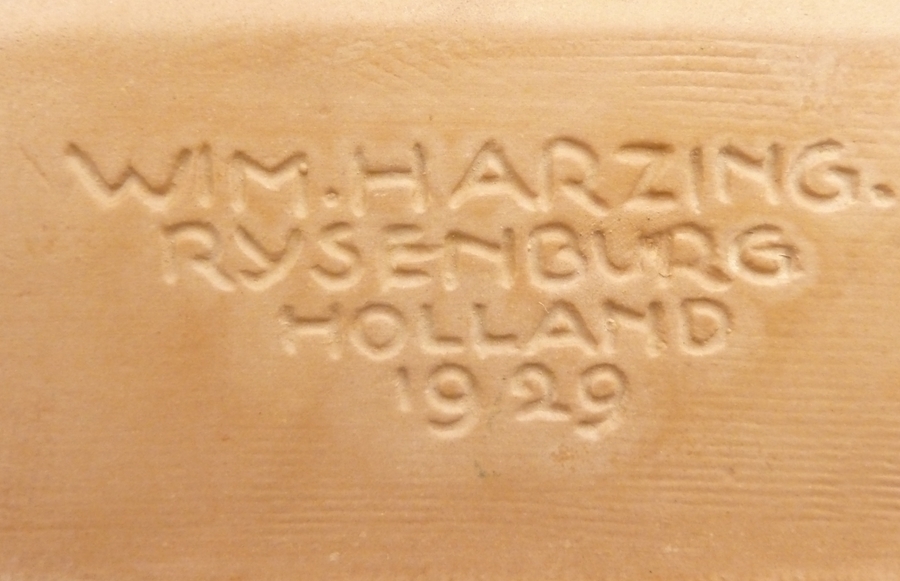 WIM. HARZING.
RYSENBURG
HOLLAND
1929